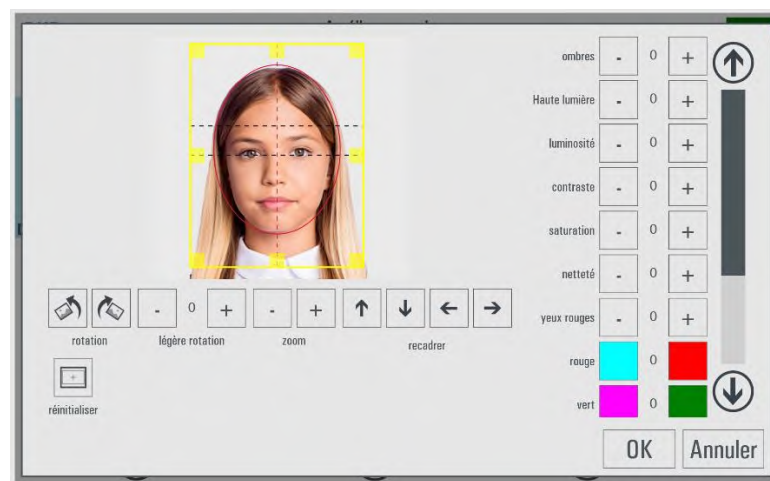 ombres - 0 +
Haute lumière - 0 +
luminosité - 0 +
contraste - 0 +
saturation - 0 +
netteté - 0 +
yeux rouges - 0 +
rouge 0
vert 0
- 0 + - +
rotation légère rotation zoom recadrer
réinitialiser
OK Annuler